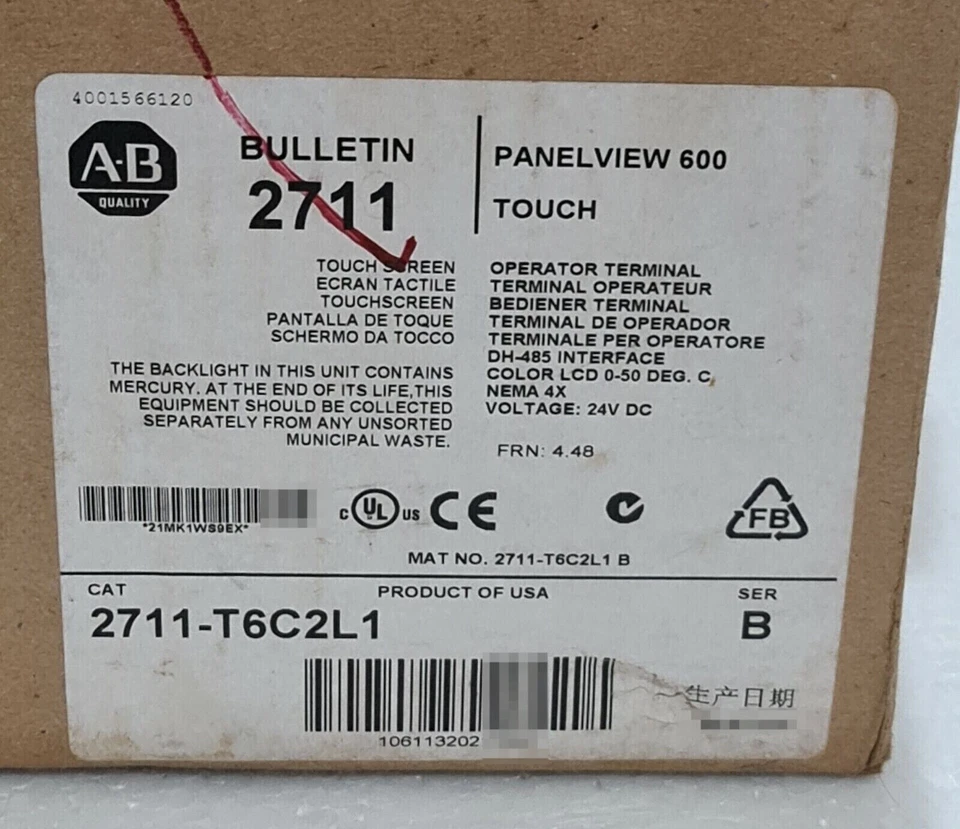 4001566120
A·B
QUALITY
BULLETIN
2711
PANELVIEW 600
TOUCH
TOUCH SCREEN
ECRAN TACTILE
TOUCHSCREEN
PANTALLA DE TOQUE
SCHERMO DA TOCCO
THE BACKLIGHT IN THIS UNIT CONTAINS
MERCURY. AT THE END OF ITS LIFE,THIS
EQUIPMENT SHOULD BE COLLECTED
SEPARATELY FROM ANY UNSORTED
MUNICIPAL WASTE.
OPERATOR TERMINAL
TERMINAL OPERATEUR
BEDIENER TERMINAL
TERMINAL DE OPERADOR
TERMINALE PER OPERATORE
DH-485 INTERFACE
COLOR LCD 0-50 DEG. C,
NEMA 4X
VOLTAGE: 24V DC
FRN: 4.48
*21MK1WS9EX*
C UL US CE
FB
MAT NO. 2711-T6C2L1 B
CAT
PRODUCT OF USA
SER
2711-T6C2L1
B
106113202
生产日期